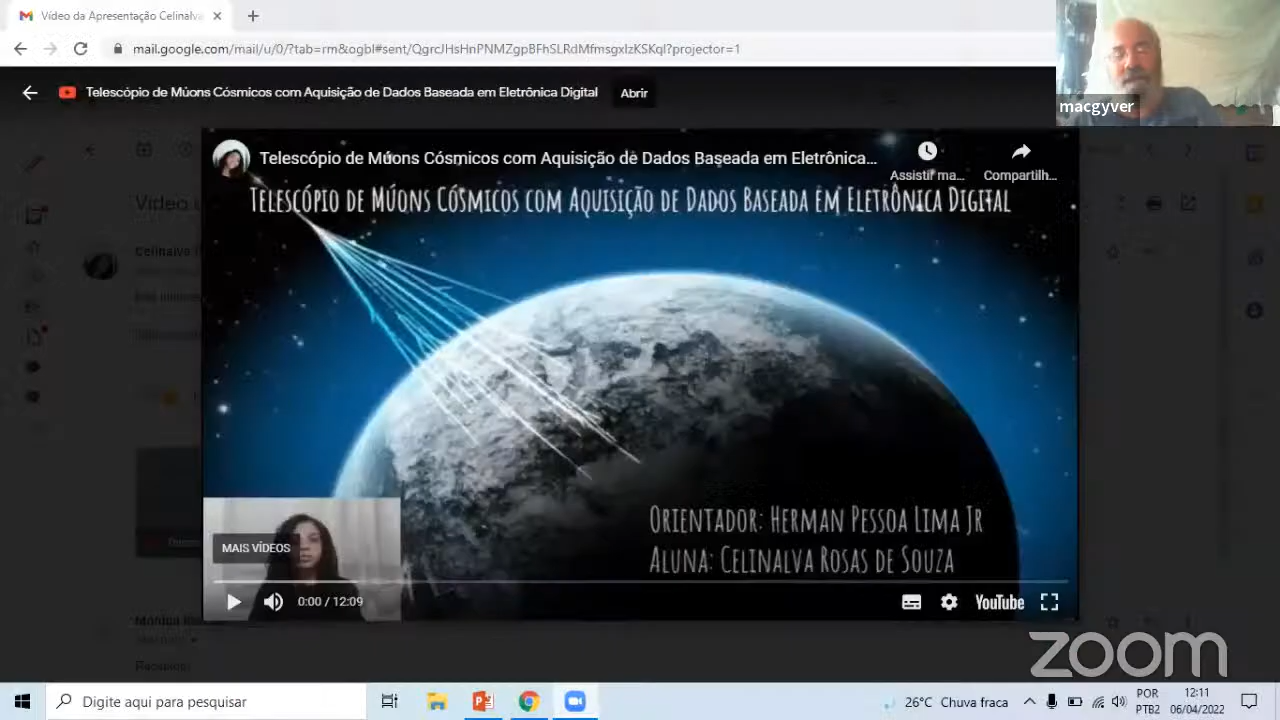 Vídeo da Apresentação Celinalva
mail.google.com/mail/u/0/?tab=rm&ogbl#sent/QgrcJHsHnPNMZgpBFhSLRdMfmsgxIzKSKql?projector=1
macgyver
Telescópio de Múons Cósmicos com Aquisição de Dados Baseada em Eletrônica Digital
Abrir
Telescópio de Múons Cósmicos com Aquisição de Dados Baseada em Eletrônica...
Assistir ma...
Compartilh...
Telescópio de Múons Cósmicos com Aquisição de Dados Baseada em Eletrônica Digital
Celinalva
Orientador: Herman Pessoa Lima Jr
Aluna: Celinalva Rosas de Souza
MAIS VÍDEOS
0:00 / 12:09
YouTube
zoom
Digite aqui para pesquisar
26°C Chuva fraca
POR
PTB2
12:11
06/04/2022